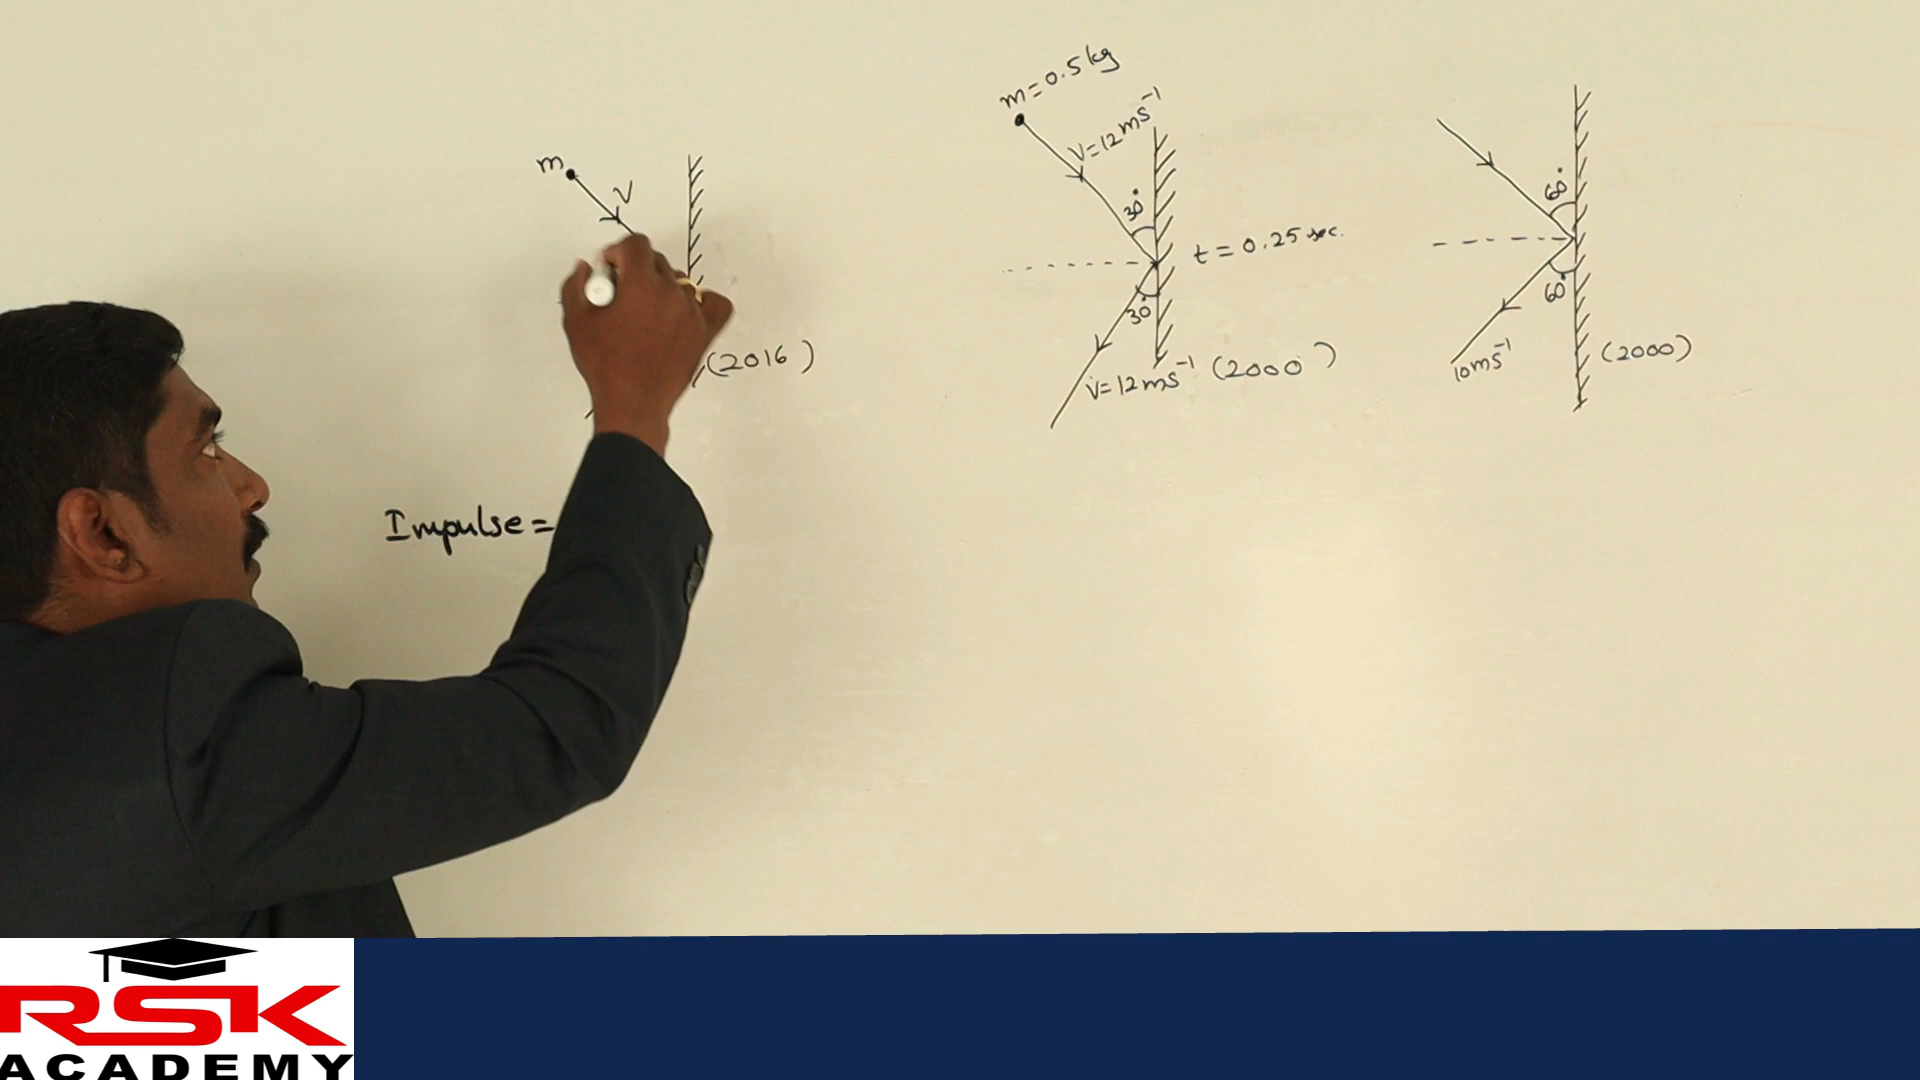 m
V
(2016)
Impulse =
m = 0.5 kg
V = 12 ms⁻¹
30°
30°
t = 0.25 sec.
V = 12 ms⁻¹ (2000)
60°
60°
10 ms⁻¹
(2000)
RSK
ACADEMY